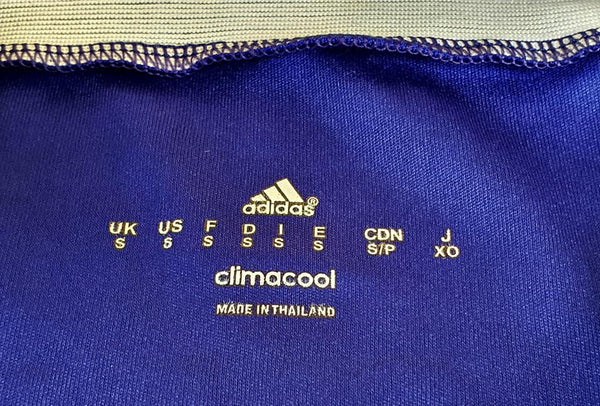 adidas®
UK US F D I E CDN J
S S S S S S S/P XO
climacool
MADE IN THAILAND